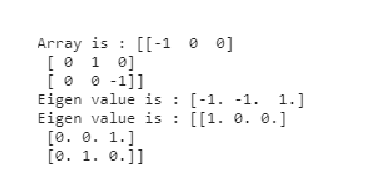 Array is : [[-1 0 0]
[ 0 1 0]
[ 0 0 -1]]
Eigen value is : [-1. -1. 1.]
Eigen value is : [[1. 0. 0.]
[0. 0. 1.]
[0. 1. 0.]]